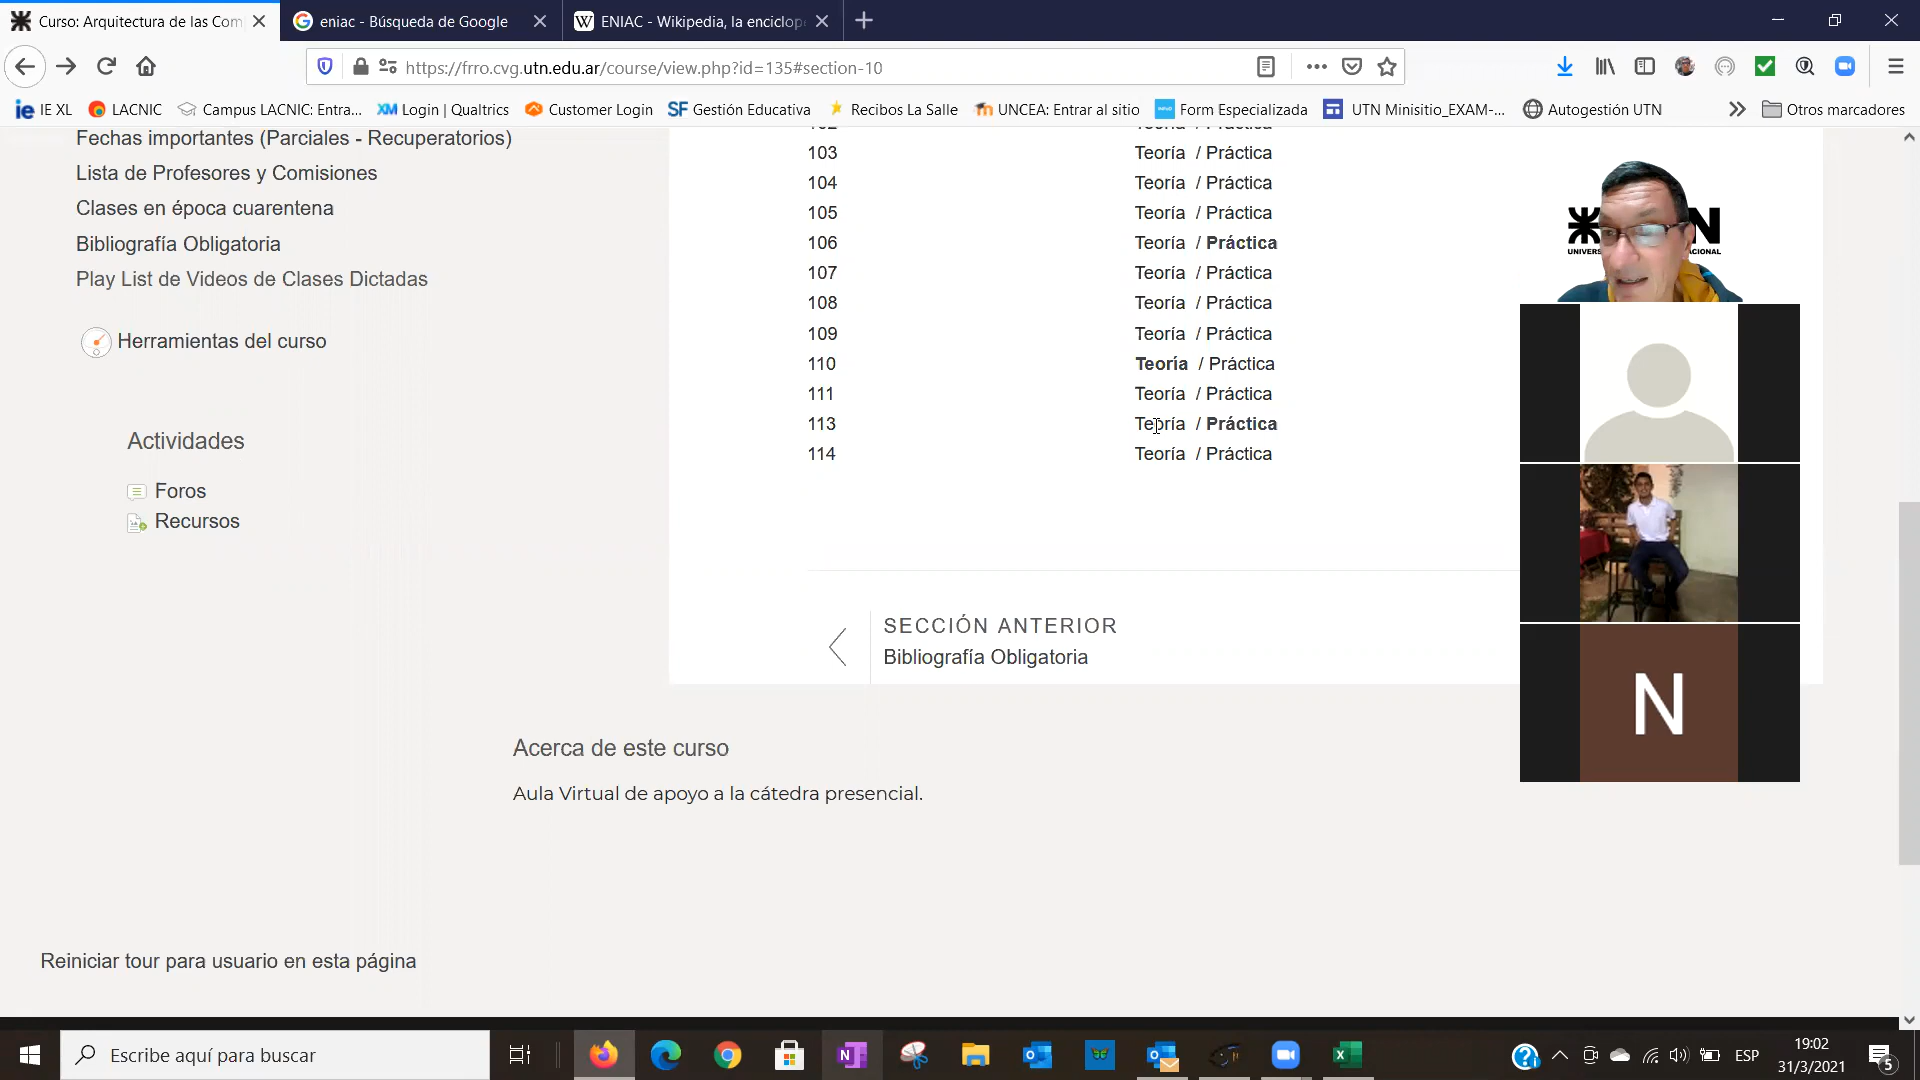 Curso: Arquitectura de las Com
eniac - Búsqueda de Google
W ENIAC - Wikipedia, la enciclop
https://frro.cvg.utn.edu.ar/course/view.php?id=135#section-10
IE XL
LACNIC
Campus LACNIC: Entra...
XM Login | Qualtrics
Customer Login
SF Gestión Educativa
Recibos La Salle
UNCEA: Entrar al sitio
Form Especializada
UTN Minisitio_EXAM-...
Autogestión UTN
Otros marcadores
Fechas importantes (Parciales - Recuperatorios)
Lista de Profesores y Comisiones
Clases en época cuarentena
Bibliografía Obligatoria
Play List de Videos de Clases Dictadas
Herramientas del curso
Actividades
Foros
Recursos
102 Teoría / Práctica
103 Teoría / Práctica
104 Teoría / Práctica
105 Teoría / Práctica
106 Teoría / Práctica
107 Teoría / Práctica
108 Teoría / Práctica
109 Teoría / Práctica
110 Teoría / Práctica
111 Teoría / Práctica
113 Teoría / Práctica
114 Teoría / Práctica
SECCIÓN ANTERIOR
Bibliografía Obligatoria
N
Acerca de este curso
Aula Virtual de apoyo a la cátedra presencial.
Reiniciar tour para usuario en esta página
Escribe aquí para buscar
ESP
19:02
31/3/2021
5